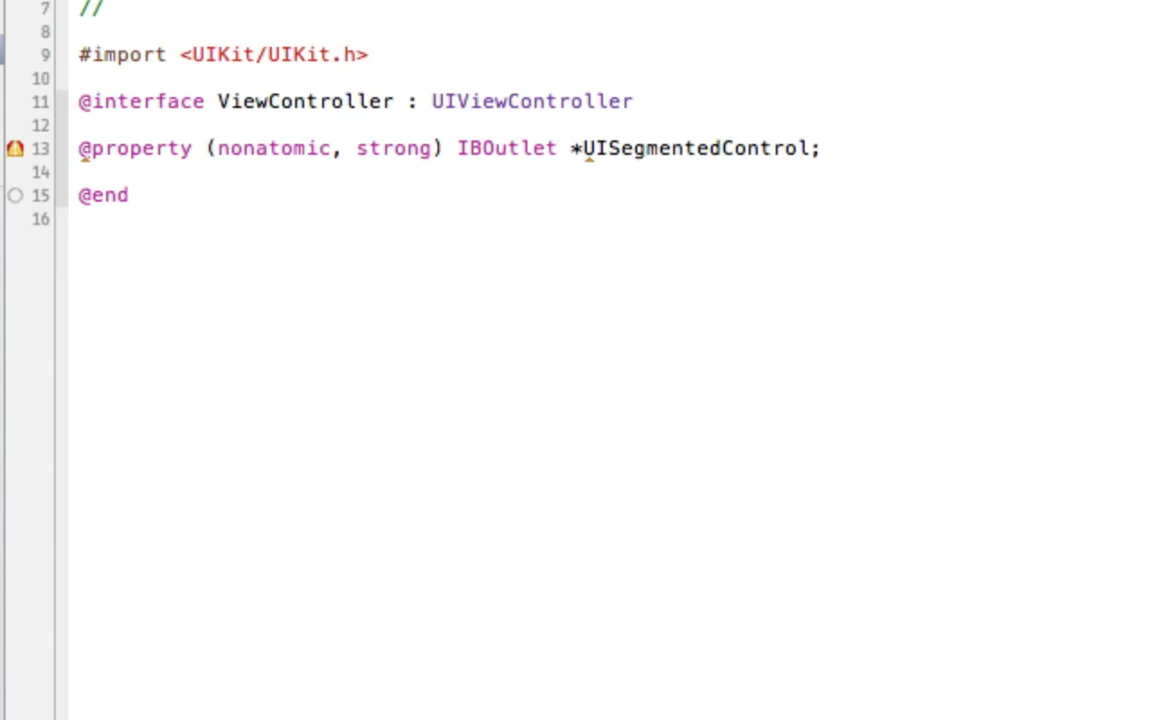 7 //
8
9 #import <UIKit/UIKit.h>
10
11 @interface ViewController : UIViewController
12
13 @property (nonatomic, strong) IBOutlet *UISegmentedControl;
14
15 @end
16